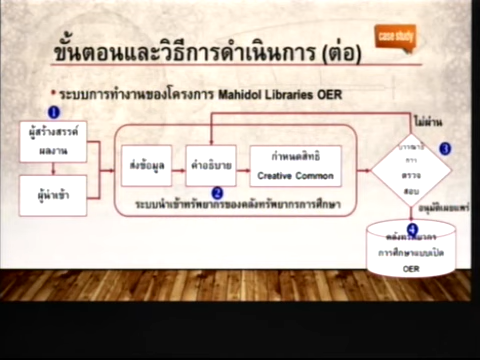 ขั้นตอนและวิธีการดำเนินการ (ต่อ)
case study
• ระบบการทำงานของโครงการ Mahidol Libraries OER
1
ผู้สร้างสรรค์
ผลงาน
ผู้นำเข้า
ส่งข้อมูล
คำอธิบาย
กำหนดสิทธิ
Creative Common
2
ระบบนำเข้าทรัพยากรของคลังทรัพยากรการศึกษา
ไม่ผ่าน
3
บรรณาธิ
การ
ตรวจ
สอบ
อนุมัติเผยแพร่
4
คลังทรัพยากร
การศึกษาแบบเปิด
OER